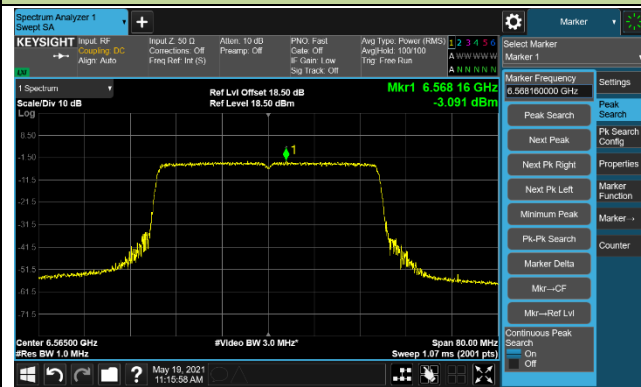 Spectrum Analyzer 1
Swept SA
+
Marker
KEYSIGHT
Input: RF
Coupling: DC
Align: Auto
Input Z: 50 Ω
Corrections: Off
Freq Ref: Int (S)
Atten: 10 dB
Preamp: Off
PNO: Fast
Gate: Off
IF Gain: Low
Sig Track: Off
Avg Type: Power (RMS)
Avg|Hold: 100/100
Trig: Free Run
1 2 3 4 5 6
A W W W W W
A N N N N N
LXI
Select Marker
Marker 1
1 Spectrum
Scale/Div 10 dB
Log
Ref Lvl Offset 18.50 dB
Ref Level 18.50 dBm
Mkr1 6.568 16 GHz
-3.091 dBm
8.50
-1.50
-11.5
-21.5
-31.5
-41.5
-51.5
-61.5
-71.5
1
Center 6.56500 GHz
#Res BW 1.0 MHz
#Video BW 3.0 MHz*
Span 80.00 MHz
Sweep 1.07 ms (2001 pts)
Marker Frequency
6.568160000 GHz
Peak Search
Next Peak
Next Pk Right
Next Pk Left
Minimum Peak
Pk-Pk Search
Marker Delta
Mkr→CF
Mkr→Ref Lvl
Continuous Peak
Search
On
Off
Settings
Peak
Search
Pk Search
Config
Properties
Marker
Function
Marker→
Counter
?
May 19, 2021
11:15:58 AM